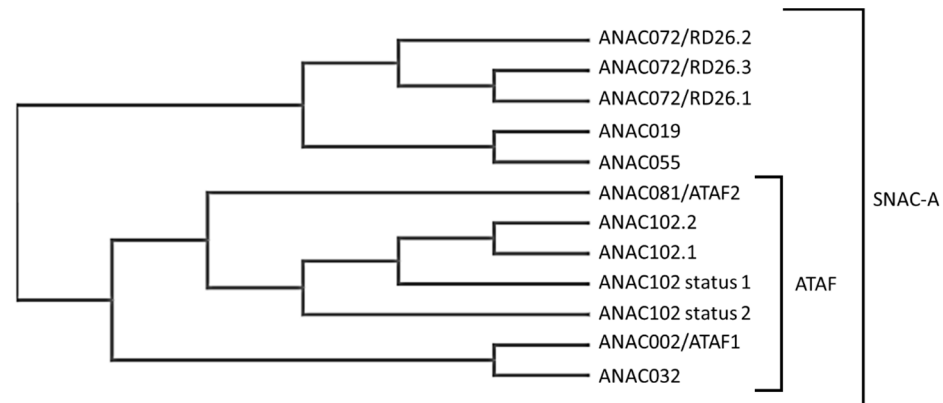 ANAC072/RD26.2
ANAC072/RD26.3
ANAC072/RD26.1
ANAC019
ANAC055
ANAC081/ATAF2
ANAC102.2
ANAC102.1
ANAC102 status 1
ANAC102 status 2
ANAC002/ATAF1
ANAC032
ATAF
SNAC-A